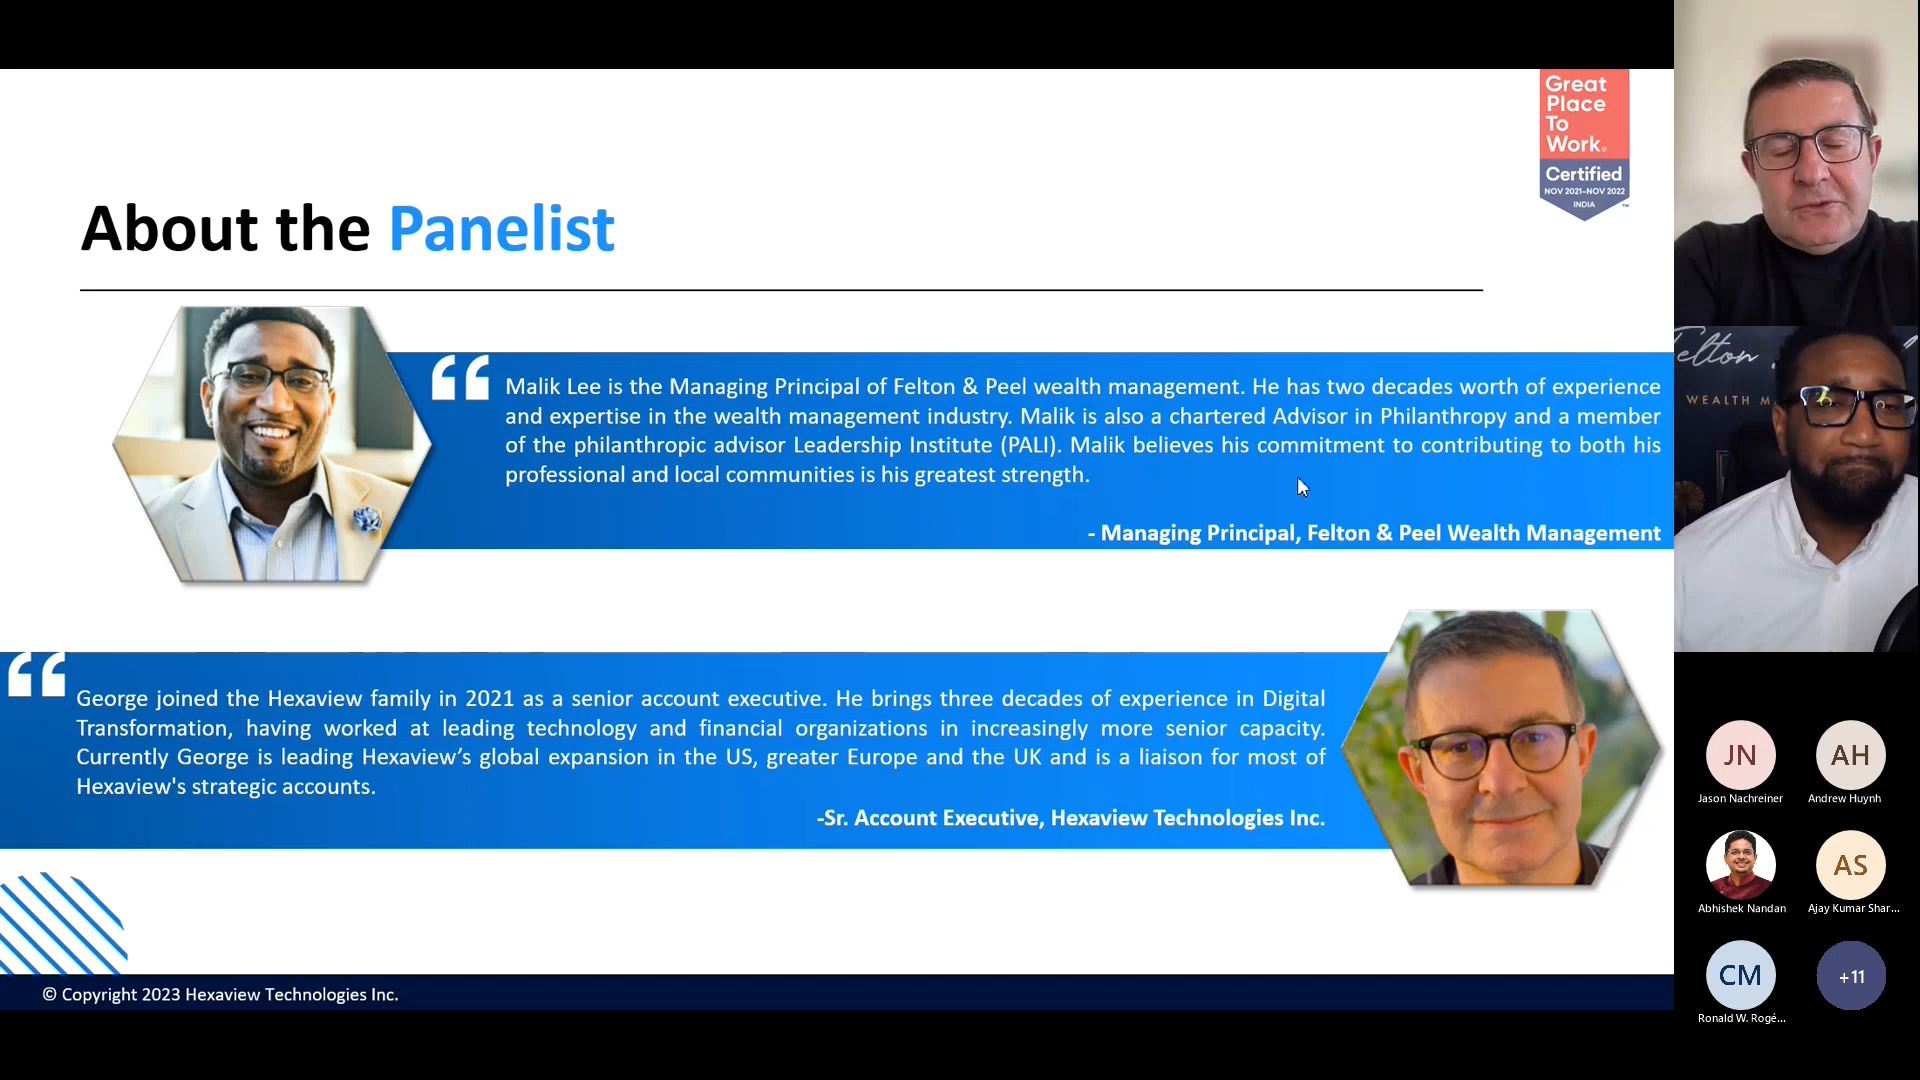 Great
Place
To
Work.
Certified
NOV 2021-NOV 2022
INDIA
™
About the Panelist
Malik Lee is the Managing Principal of Felton & Peel wealth management. He has two decades worth of experience
and expertise in the wealth management industry. Malik is also a chartered Advisor in Philanthropy and a member
of the philanthropic advisor Leadership Institute (PALI). Malik believes his commitment to contributing to both his
professional and local communities is his greatest strength.
- Managing Principal, Felton & Peel Wealth Management
George joined the Hexaview family in 2021 as a senior account executive. He brings three decades of experience in Digital
Transformation, having worked at leading technology and financial organizations in increasingly more senior capacity.
Currently George is leading Hexaview’s global expansion in the US, greater Europe and the UK and is a liaison for most of
Hexaview's strategic accounts.
-Sr. Account Executive, Hexaview Technologies Inc.
© Copyright 2023 Hexaview Technologies Inc.
Felton
WEALTH M
JN
AH
Jason Nachreiner
Andrew Huynh
AS
Abhishek Nandan
Ajay Kumar Shar...
CM
+11
Ronald W. Rogé...